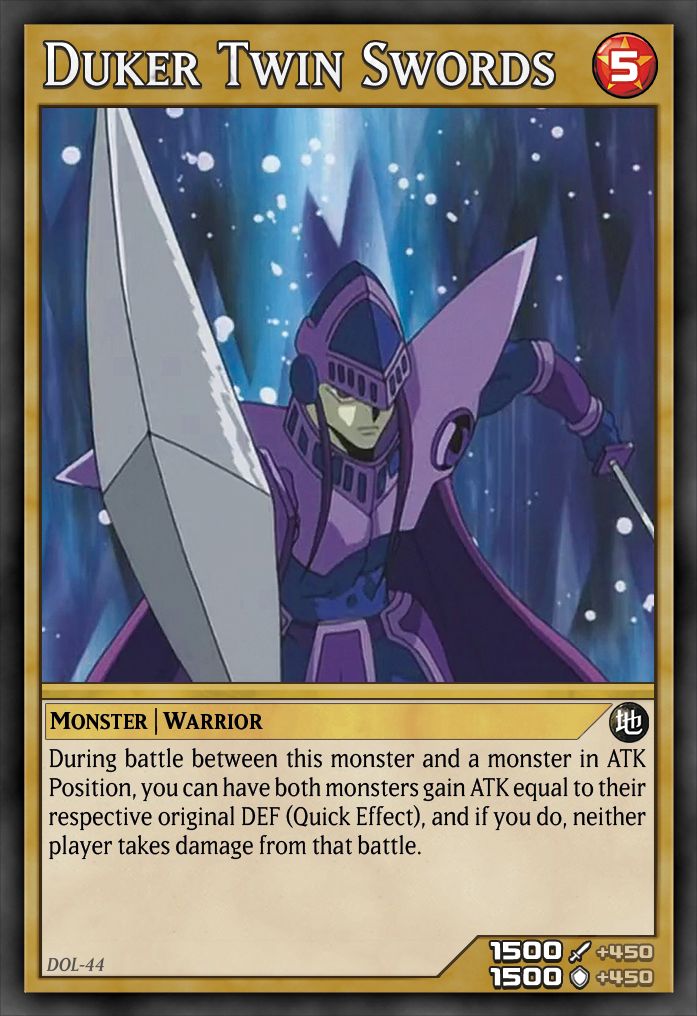 Duker Twin Swords
5
Monster | Warrior
地
During battle between this monster and a monster in ATK
Position, you can have both monsters gain ATK equal to their
respective original DEF (Quick Effect), and if you do, neither
player takes damage from that battle.
1500 +450
DOL-44
1500 +450